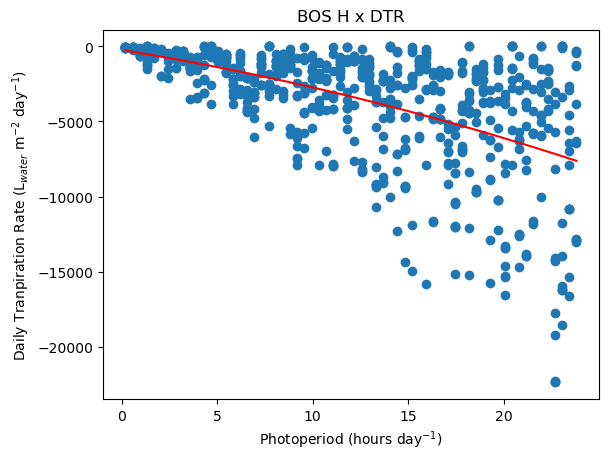 BOS H x DTR
Daily Tranpiration Rate (L_water m⁻² day⁻¹)
0
−5000
−10000
−15000
−20000
0 5 10 15 20
Photoperiod (hours day⁻¹)